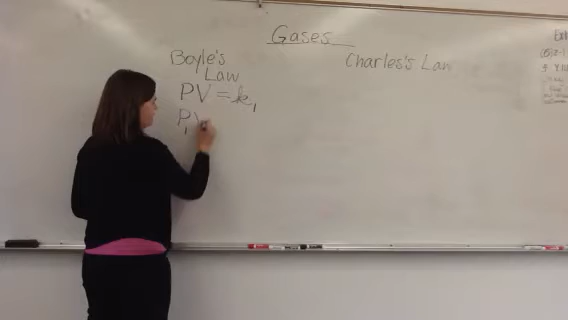 Gases
Boyle's
Law
PV = k₁
P₁V
Charles's Law